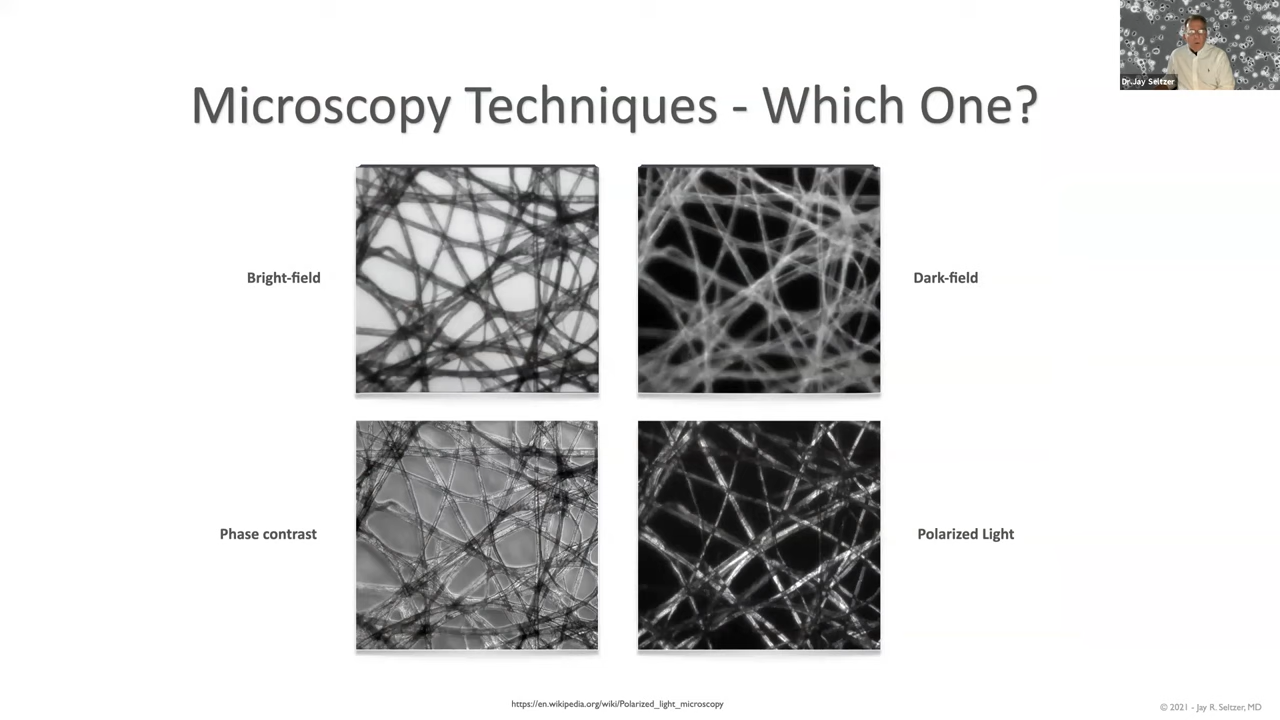 Dr.Jay Seltzer
Microscopy Techniques - Which One?
Bright-field
Dark-field
Phase contrast
Polarized Light
https://en.wikipedia.org/wiki/Polarized_light_microscopy
© 2021 - Jay R. Seltzer, MD